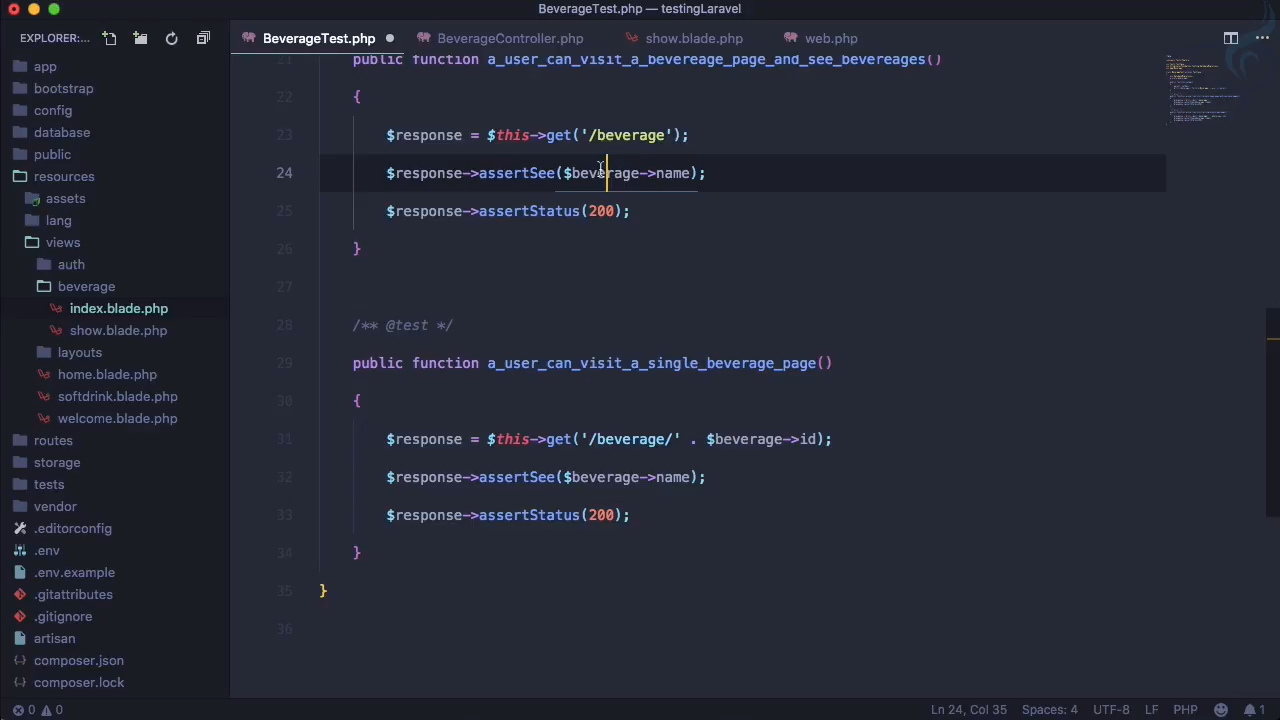 BeverageTest.php — testingLaravel
EXPLORER:...
BeverageTest.php
BeverageController.php
show.blade.php
web.php
app
bootstrap
config
database
public
resources
assets
lang
views
auth
beverage
index.blade.php
show.blade.php
layouts
home.blade.php
softdrink.blade.php
welcome.blade.php
routes
storage
tests
vendor
.editorconfig
.env
.env.example
.gitattributes
.gitignore
artisan
composer.json
composer.lock
21 public function a_user_can_visit_a_bevereage_page_and_see_bevereages()
22 {
23 $response = $this->get('/beverage');
24 $response->assertSee($beverage->name);
25 $response->assertStatus(200);
26 }
27
28 /** @test */
29 public function a_user_can_visit_a_single_beverage_page()
30 {
31 $response = $this->get('/beverage/' . $beverage->id);
32 $response->assertSee($beverage->name);
33 $response->assertStatus(200);
34 }
35 }
36
0 0
Ln 24, Col 35 Spaces: 4 UTF-8 LF PHP 1